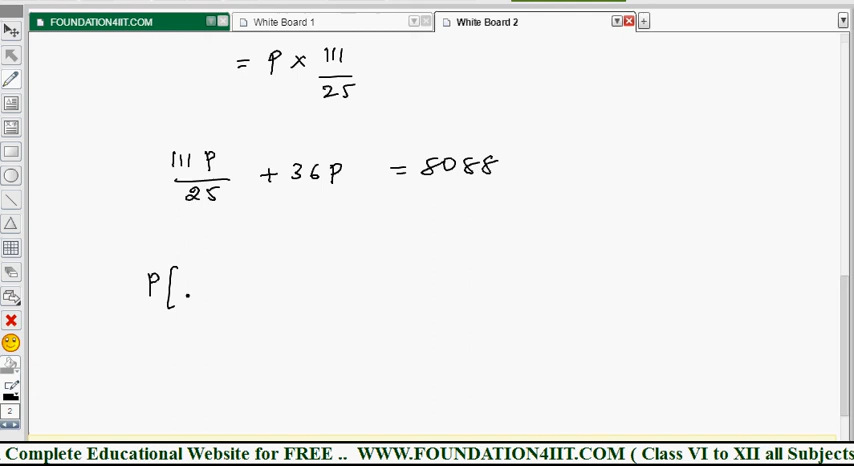 FOUNDATION4IIT.COM White Board 1 White Board 2
= P × 111/25
111 P/25 + 36P = 8088
P[.
2
Complete Educational Website for FREE .. WWW.FOUNDATION4IIT.COM ( Class VI to XII all Subjects